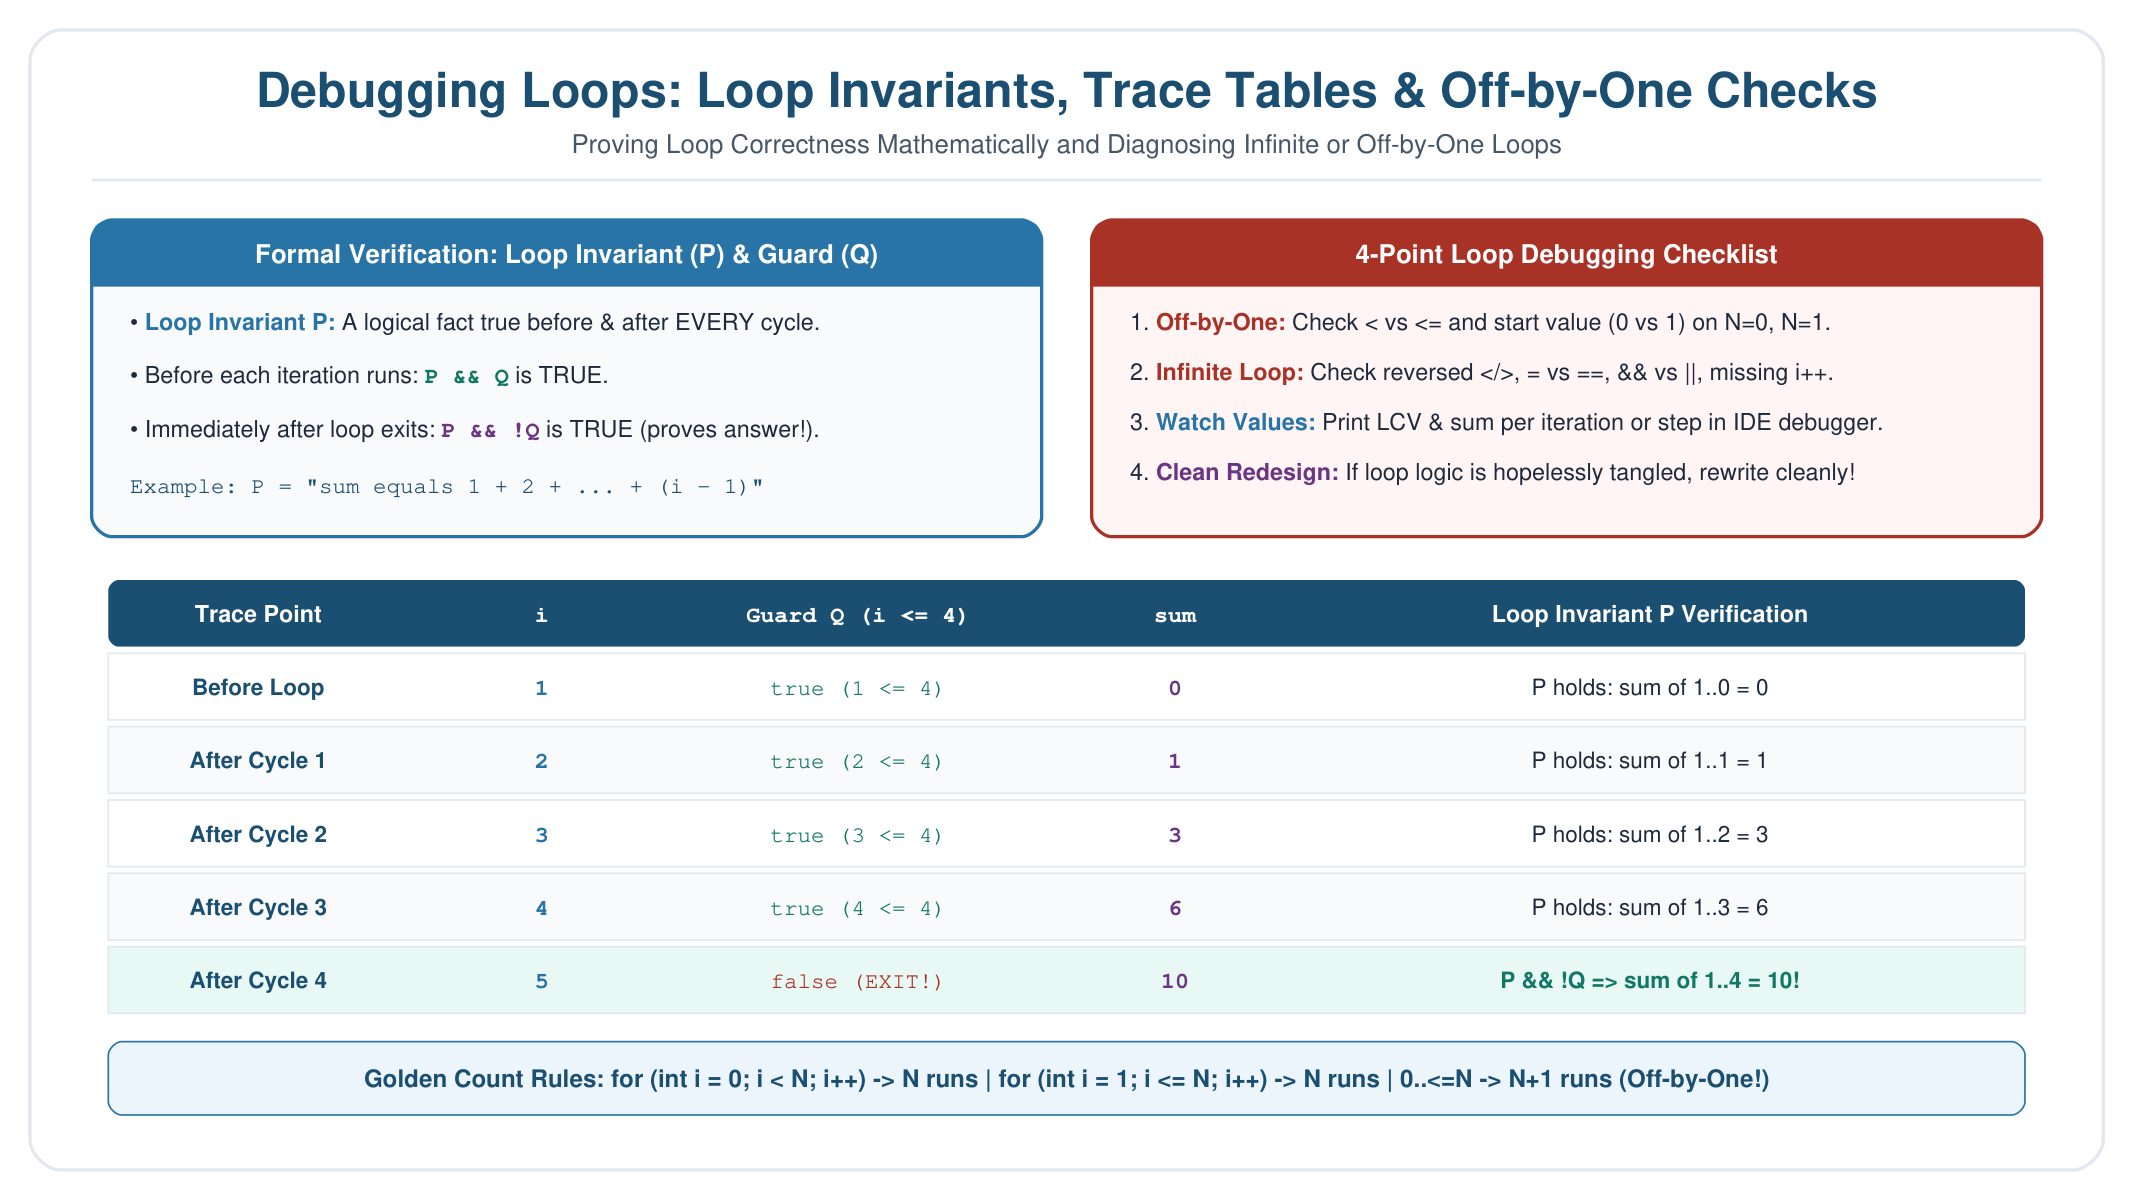 Debugging Loops: Loop Invariants, Trace Tables & Off-by-One Checks
Proving Loop Correctness Mathematically and Diagnosing Infinite or Off-by-One Loops
Formal Verification: Loop Invariant (P) & Guard (Q)
• Loop Invariant P: A logical fact true before & after EVERY cycle.
• Before each iteration runs: P && Q is TRUE.
• Immediately after loop exits: P && !Q is TRUE (proves answer!).
Example: P = "sum equals 1 + 2 + ... + (i − 1)"
4-Point Loop Debugging Checklist
1. Off-by-One: Check < vs <= and start value (0 vs 1) on N=0, N=1.
2. Infinite Loop: Check reversed </>, = vs ==, && vs ||, missing i++.
3. Watch Values: Print LCV & sum per iteration or step in IDE debugger.
4. Clean Redesign: If loop logic is hopelessly tangled, rewrite cleanly!
Trace Point i Guard Q (i <= 4) sum Loop Invariant P Verification
Before Loop 1 true (1 <= 4) 0 P holds: sum of 1..0 = 0
After Cycle 1 2 true (2 <= 4) 1 P holds: sum of 1..1 = 1
After Cycle 2 3 true (3 <= 4) 3 P holds: sum of 1..2 = 3
After Cycle 3 4 true (4 <= 4) 6 P holds: sum of 1..3 = 6
After Cycle 4 5 false (EXIT!) 10 P && !Q => sum of 1..4 = 10!
Golden Count Rules: for (int i = 0; i < N; i++) -> N runs | for (int i = 1; i <= N; i++) -> N runs | 0..<=N -> N+1 runs (Off-by-One!)